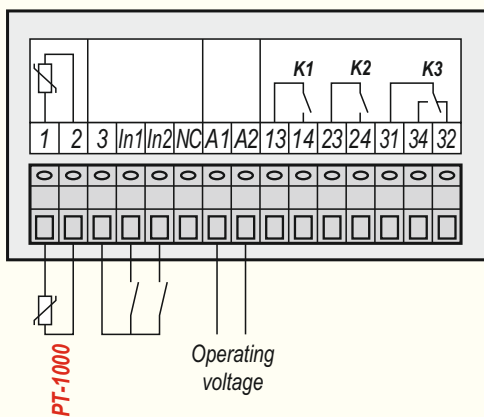 K1 K2 K3
1 2 3 In1 In2 NC A1 A2 13 14 23 24 31 34 32
PT-1000
Operating
voltage